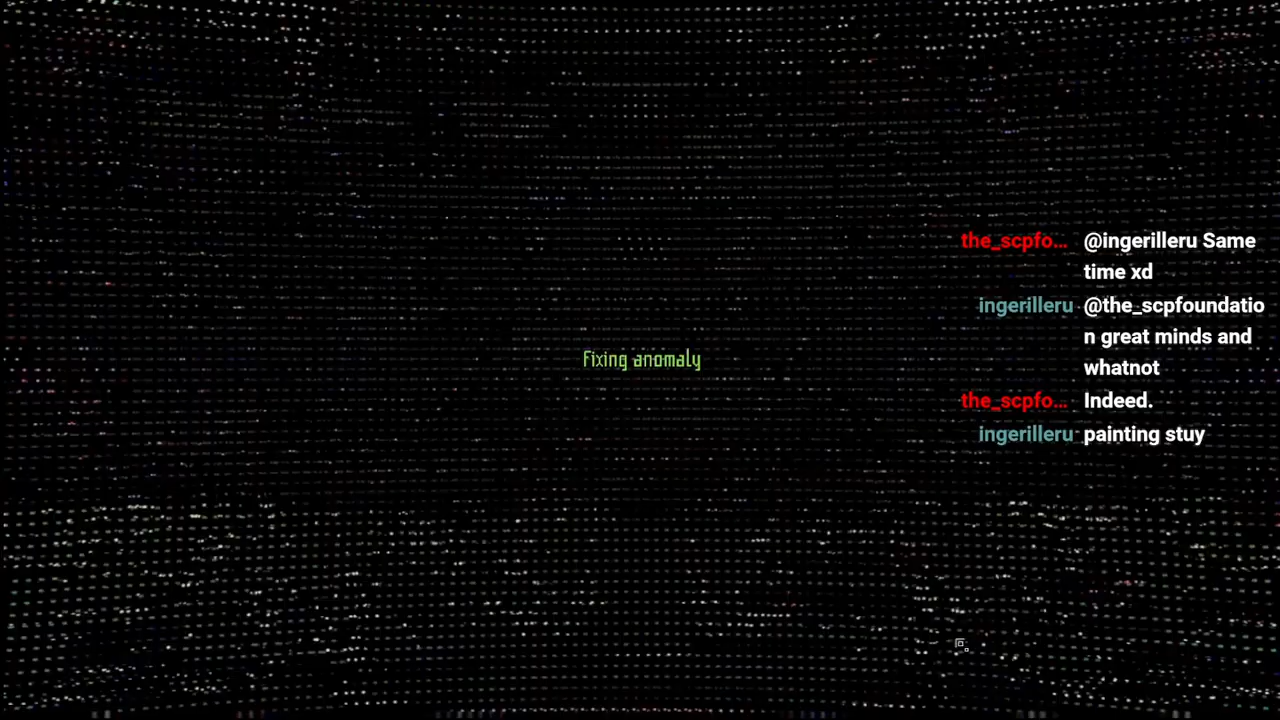 the_scpfo... @ingerilleru Same
time xd
ingerilleru @the_scpfoundatio
n great minds and
whatnot
Fixing anomaly
the_scpfo... Indeed.
ingerilleru painting stuy